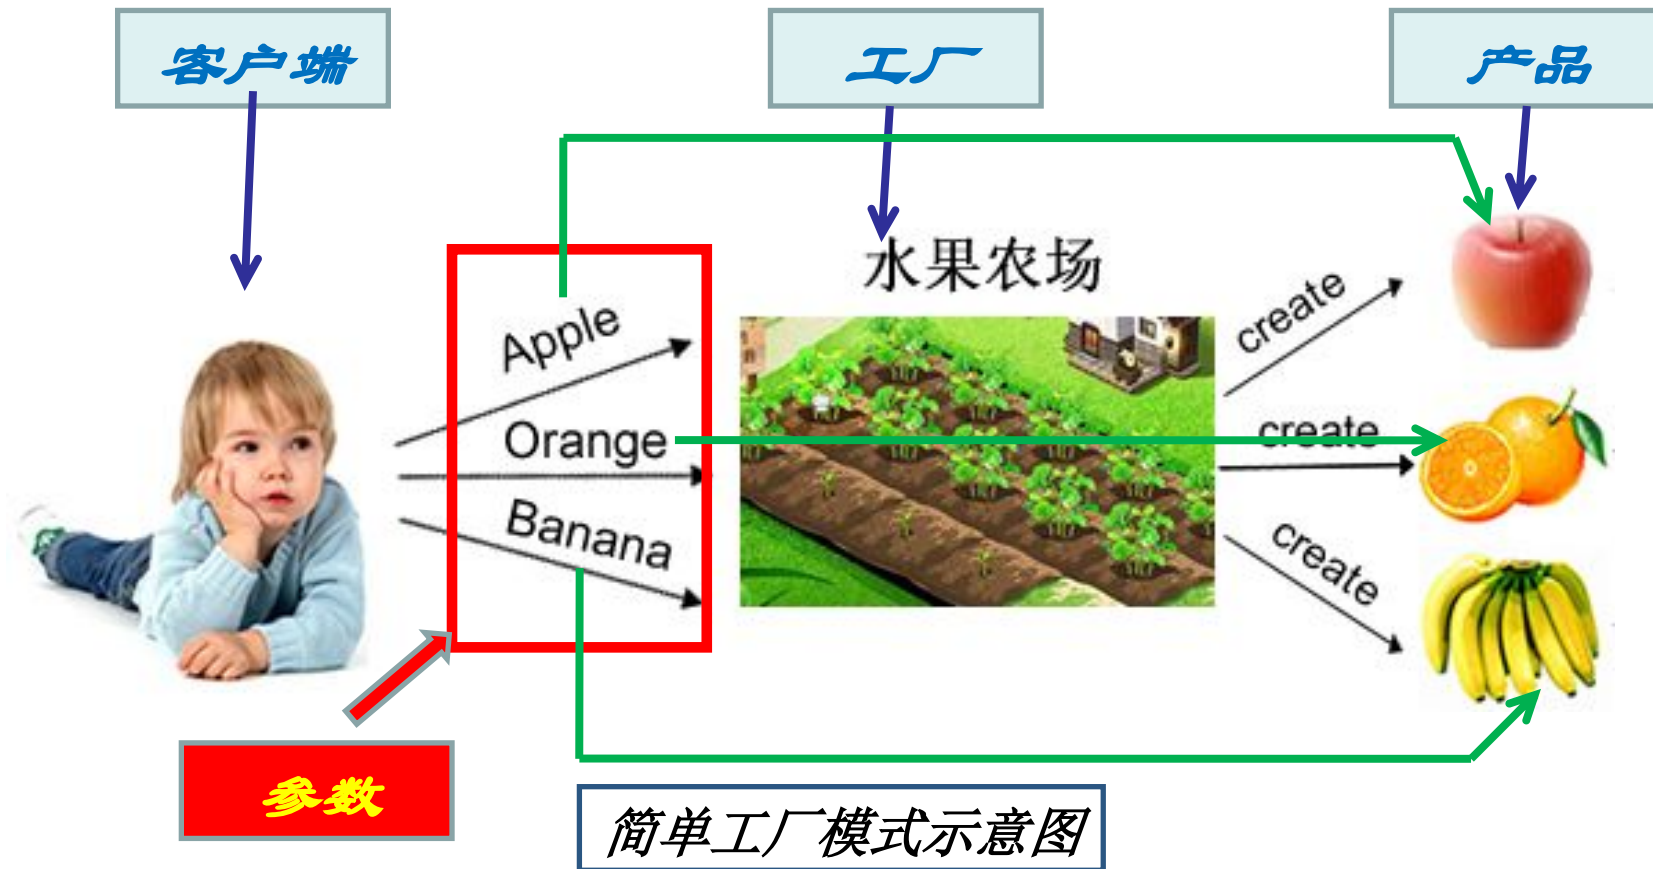 客户端
工厂
产品
水果农场
Apple
Orange
Banana
create
create
create
参数
简单工厂模式示意图